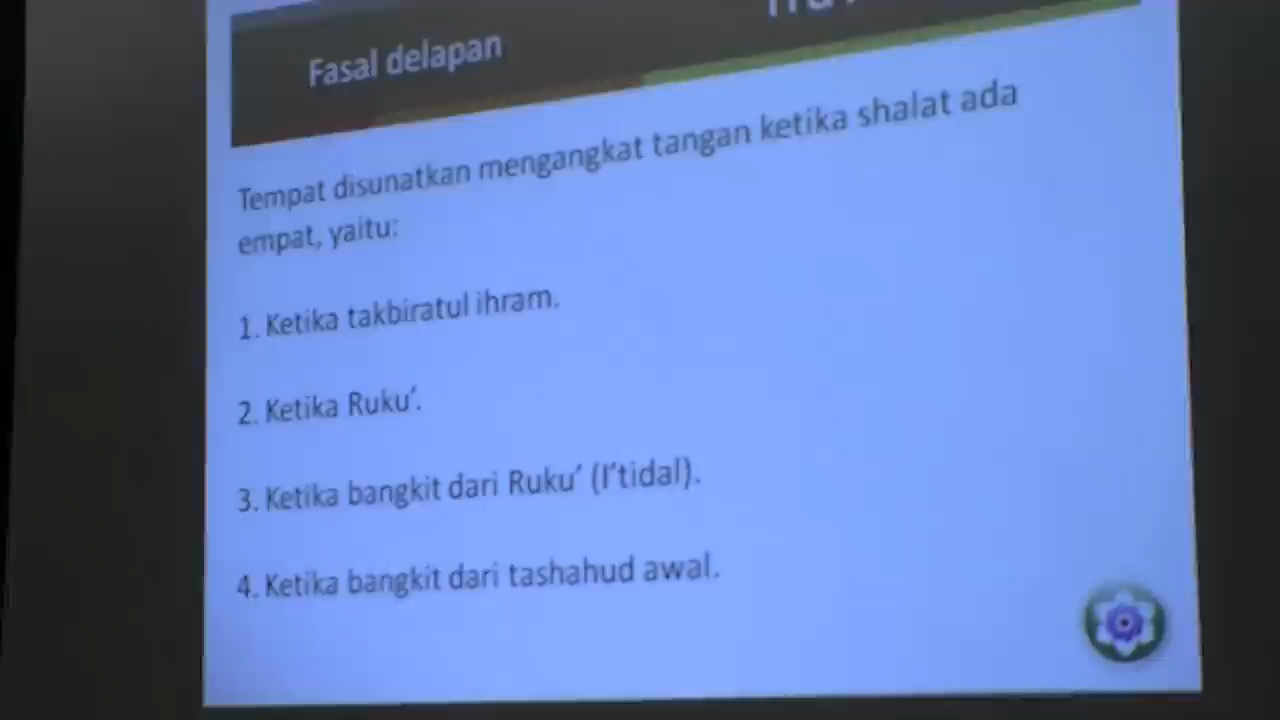 Fasal delapan
Tempat disunatkan mengangkat tangan ketika shalat ada
empat, yaitu:
1. Ketika takbiratul ihram.
2. Ketika Ruku’.
3. Ketika bangkit dari Ruku’ (I’tidal).
4. Ketika bangkit dari tashahud awal.